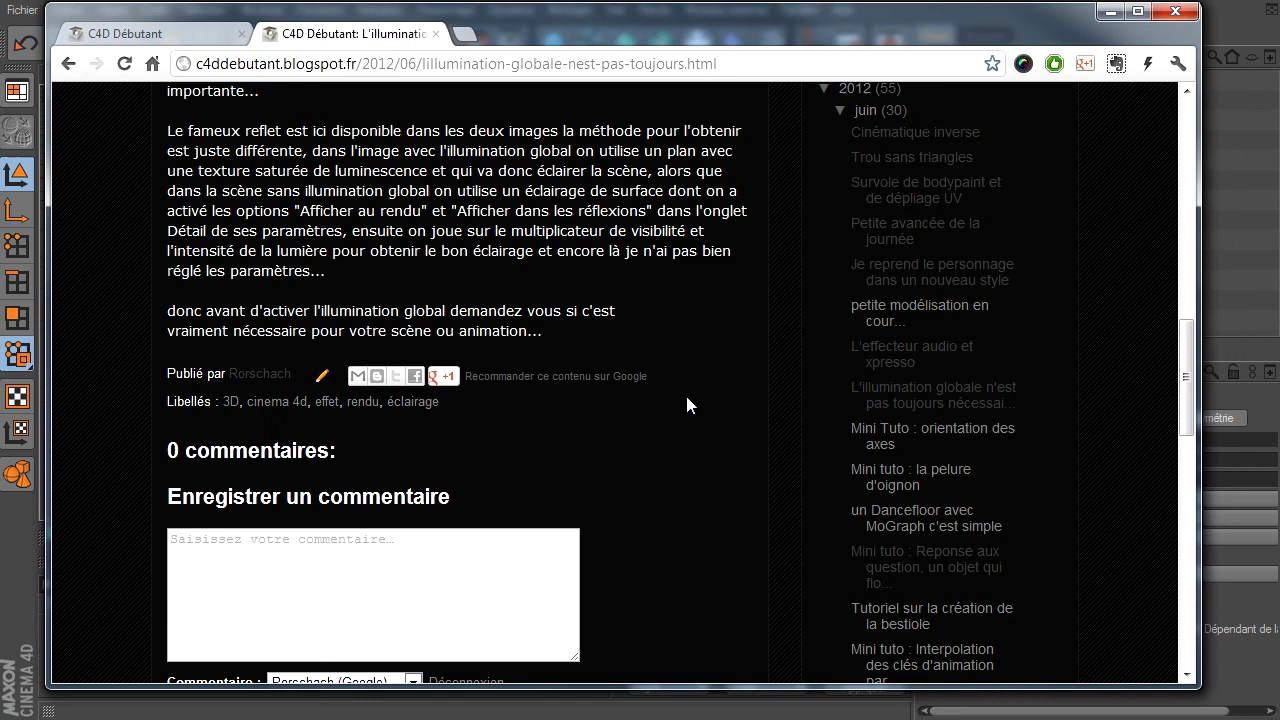 Fichier
C4D Débutant
C4D Débutant: L'illuminatio
c4ddebutant.blogspot.fr/2012/06/lillumination-globale-nest-pas-toujours.html
importante...
Le fameux reflet est ici disponible dans les deux images la méthode pour l'obtenir
est juste différente, dans l'image avec l'illumination global on utilise un plan avec
une texture saturée de luminescence et qui va donc éclairer la scène, alors que
dans la scène sans illumination global on utilise un éclairage de surface dont on a
activé les options "Afficher au rendu" et "Afficher dans les réflexions" dans l'onglet
Détail de ses paramètres, ensuite on joue sur le multiplicateur de visibilité et
l'intensité de la lumière pour obtenir le bon éclairage et encore là je n'ai pas bien
réglé les paramètres...
donc avant d'activer l'illumination global demandez vous si c'est
vraiment nécessaire pour votre scène ou animation...
Publié par Rorschach
+1 Recommander ce contenu sur Google
Libellés : 3D, cinema 4d, effet, rendu, éclairage
0 commentaires:
Enregistrer un commentaire
Saisissez votre commentaire…
Commentaire : Rorschach (Google) Déconnexion
2012 (55)
juin (30)
Cinématique inverse
Trou sans triangles
Survole de bodypaint et
de dépliage UV
Petite avancée de la
journée
Je reprend le personnage
dans un nouveau style
petite modélisation en
cour...
L'effecteur audio et
xpresso
L'illumination globale n'est
pas toujours nécessai...
Mini Tuto : orientation des
axes
Mini tuto : la pelure
d'oignon
un Dancefloor avec
MoGraph c'est simple
Mini tuto : Reponse aux
question, un objet qui
flo...
Tutoriel sur la création de
la bestiole
Mini tuto : Interpolation
des clés d'animation
par
métrie
Dépendant de la
MAXON
CINEMA 4D